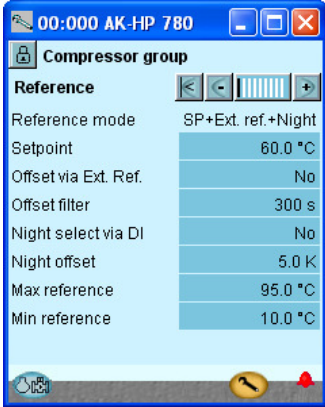 00:000 AK-HP 780
Compressor group
Reference
Reference mode SP+Ext. ref.+Night
Setpoint 60.0 °C
Offset via Ext. Ref. No
Offset filter 300 s
Night select via DI No
Night offset 5.0 K
Max reference 95.0 °C
Min reference 10.0 °C